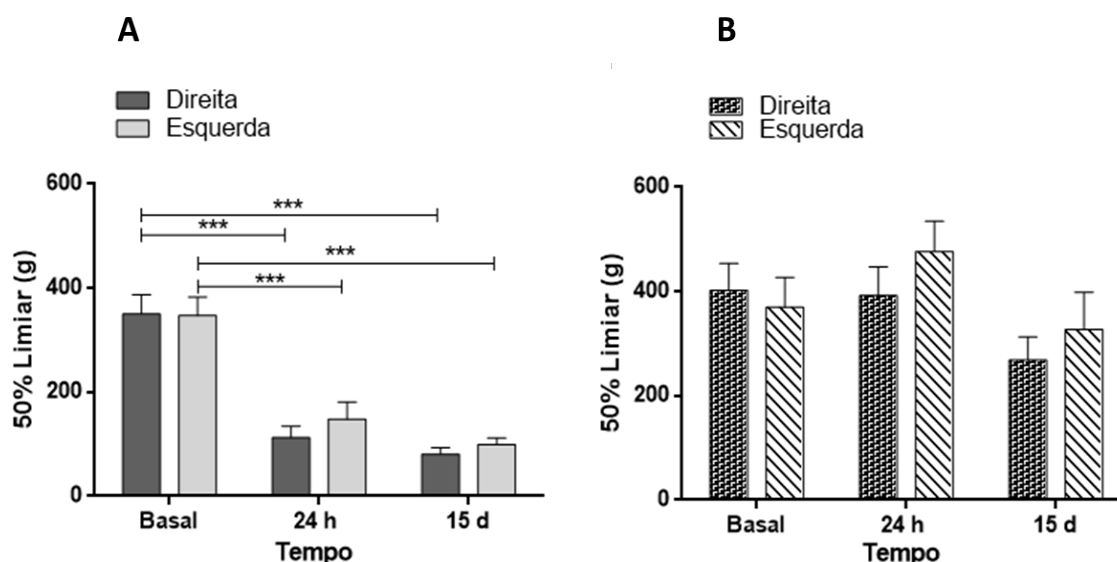 A
Direita
Esquerda
600
400
200
0
50% Limiar (g)
***
***
***
***
Basal
24 h
15 d
Tempo
B
Direita
Esquerda
600
400
200
0
50% Limiar (g)
Basal
24 h
15 d
Tempo